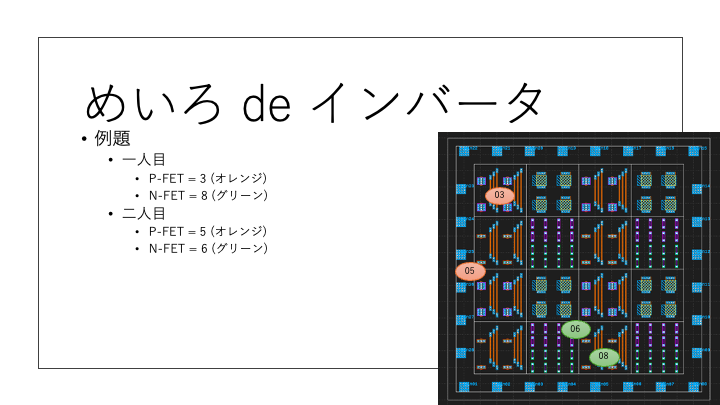 めいろ de インバータ
• 例題
• 一人目
• P-FET = 3 (オレンジ)
• N-FET = 8 (グリーン)
• 二人目
• P-FET = 5 (オレンジ)
• N-FET = 6 (グリーン)
03
05
06
08